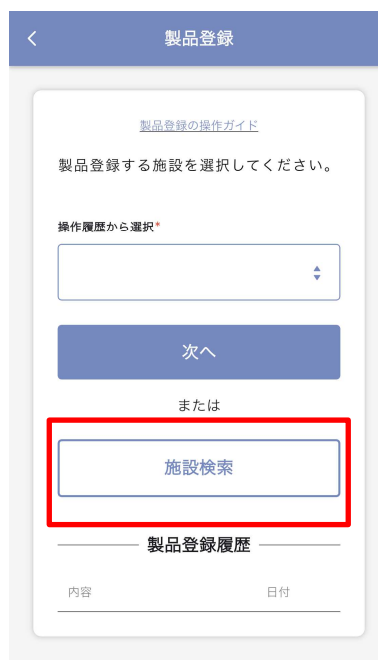 製品登録
製品登録の操作ガイド
製品登録する施設を選択してください。
操作履歴から選択*
次へ
または
施設検索
製品登録履歴
内容 日付